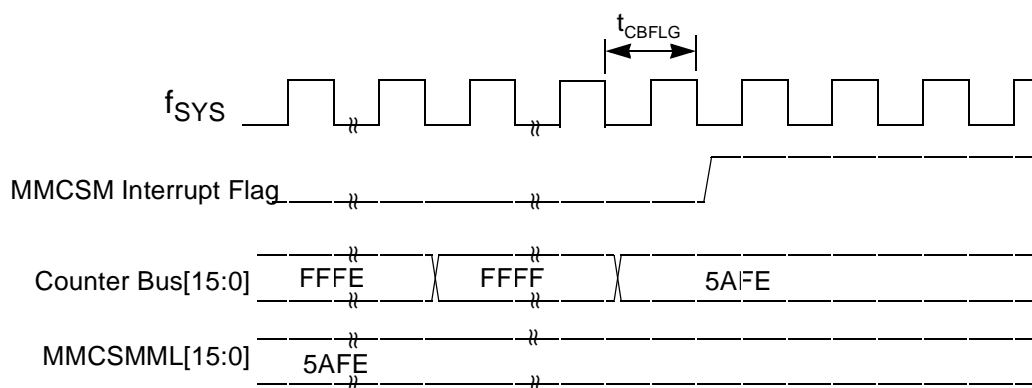 tCBFLG
fSYS
MMCSM Interrupt Flag
Counter Bus[15:0] FFFE FFFF 5AFE
MMCSMML[15:0] 5AFE